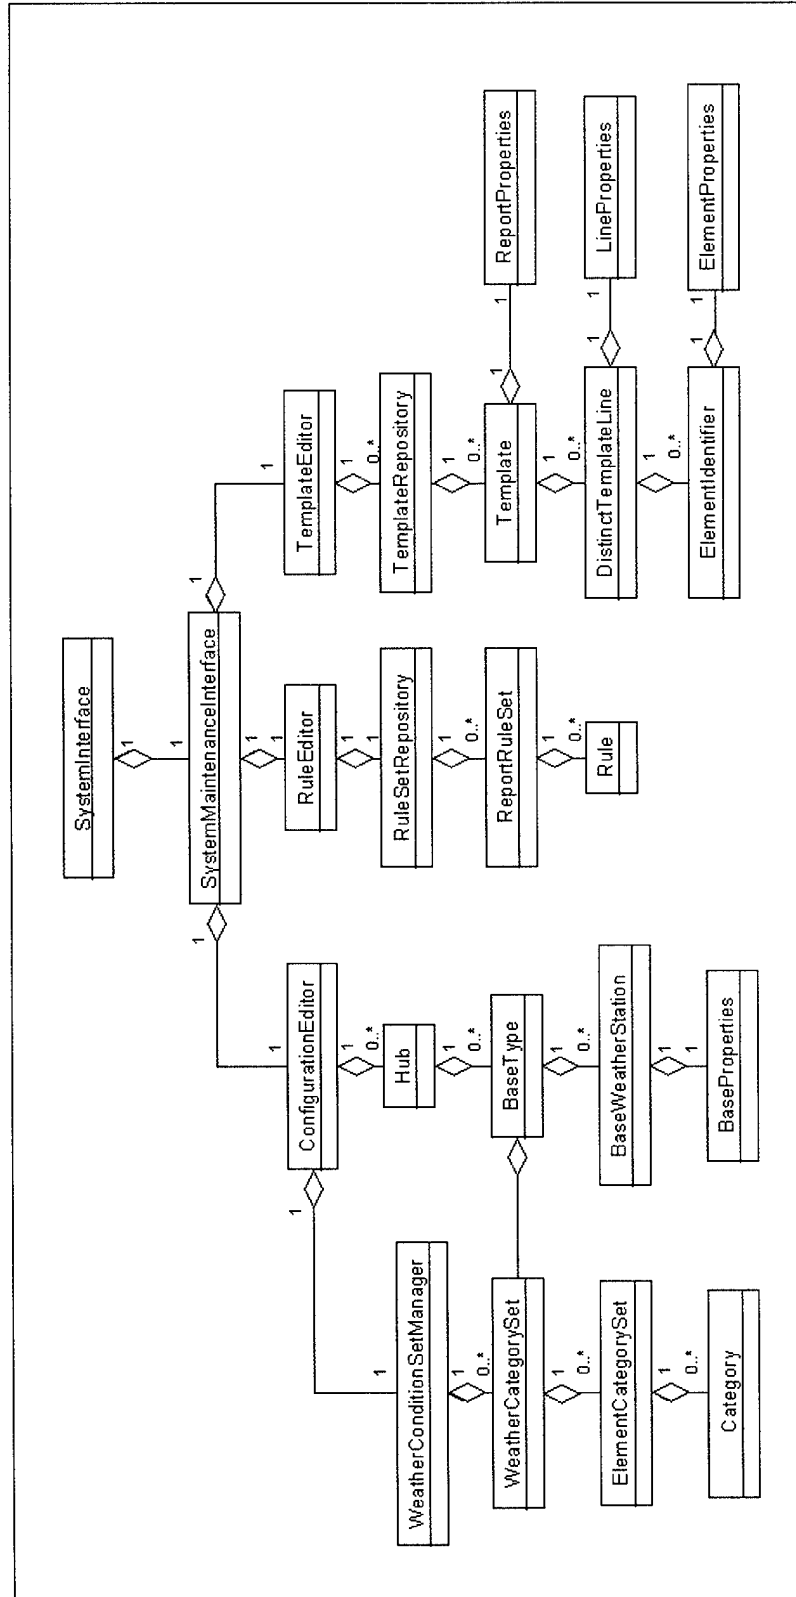 SystemInterface
1
1
1
1
SystemMaintenanceInterface
1
1
1
1
1
ConfigurationEditor
RuleEditor
TemplateEditor
1
1
1
0..*
1
0..*
1
Hub
RuleSetRepository
TemplateRepository
WeatherConditionSetManager
1
1
1
1
0..*
0..*
0..*
0..*
1
1
WeatherCategorySet
BaseType
ReportRuleSet
Template
ReportProperties
1
1
1
1
0..*
0..*
0..*
0..*
1
1
ElementCategorySet
BaseWeatherStation
Rule
DistinctTemplateLine
LineProperties
1
1
1
0..*
1
0..*
1
1
Category
BaseProperties
ElementIdentifier
ElementProperties